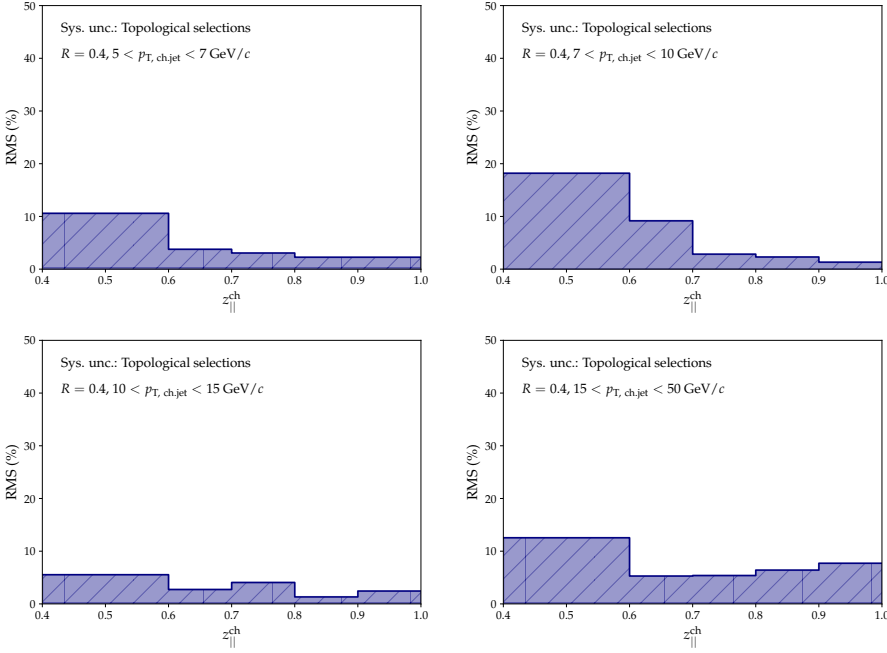 50
40
30
20
10
0
RMS (%)
Sys. unc.: Topological selections
R = 0.4, 5 < p_T, ch.jet < 7 GeV/c
0.4 0.5 0.6 0.7 0.8 0.9 1.0
z_||^ch
50
40
30
20
10
0
RMS (%)
Sys. unc.: Topological selections
R = 0.4, 7 < p_T, ch.jet < 10 GeV/c
0.4 0.5 0.6 0.7 0.8 0.9 1.0
z_||^ch
50
40
30
20
10
0
RMS (%)
Sys. unc.: Topological selections
R = 0.4, 10 < p_T, ch.jet < 15 GeV/c
0.4 0.5 0.6 0.7 0.8 0.9 1.0
z_||^ch
50
40
30
20
10
0
RMS (%)
Sys. unc.: Topological selections
R = 0.4, 15 < p_T, ch.jet < 50 GeV/c
0.4 0.5 0.6 0.7 0.8 0.9 1.0
z_||^ch